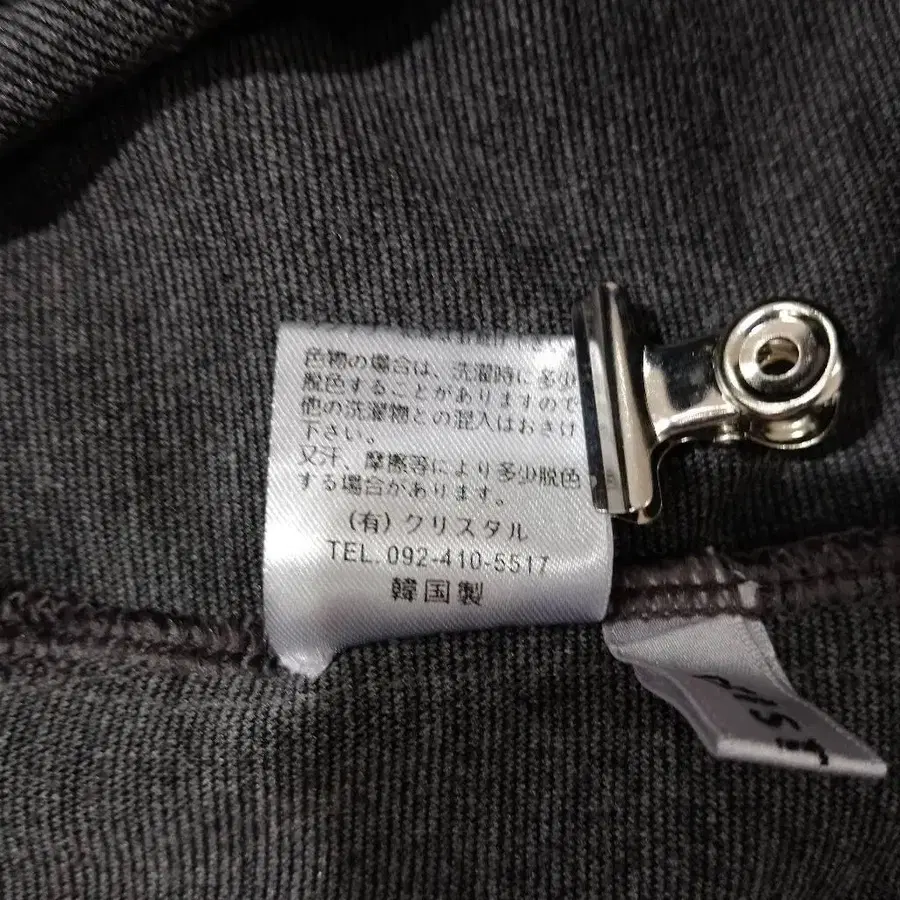 色物の場合は、洗濯時に多少
脱色することがありますので
他の洗濯物との混入はおさけ
下さい。
又汗、摩擦等により多少脱色
する場合があります。
(有) クリスタル
TEL. 092-410-5517
韓国製